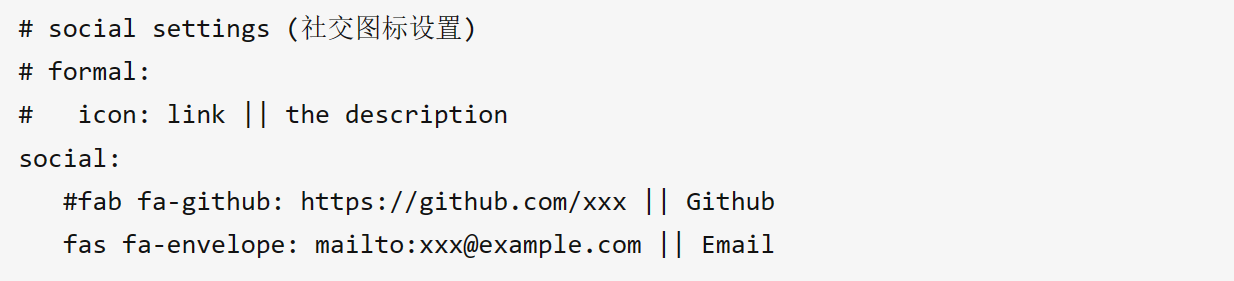 # social settings (社交图标设置)
# formal:
#   icon: link || the description
social:
   #fab fa-github: https://github.com/xxx || Github
   fas fa-envelope: mailto:xxx@example.com || Email